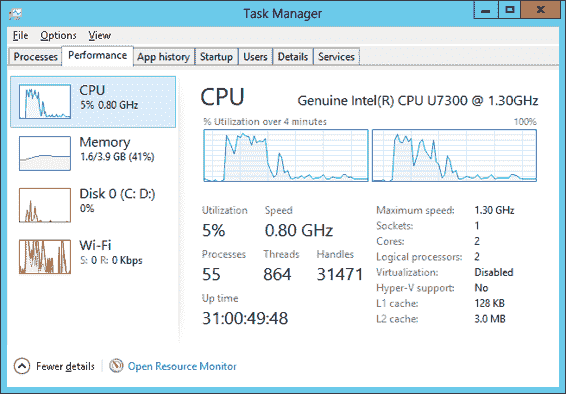 Task Manager
File Options View
Processes Performance App history Startup Users Details Services
CPU
5% 0.80 GHz
Memory
1.6/3.9 GB (41%)
Disk 0 (C: D:)
0%
Wi-Fi
S: 0 R: 0 Kbps
CPU Genuine Intel(R) CPU U7300 @ 1.30GHz
% Utilization over 4 minutes 100%
Utilization Speed
5% 0.80 GHz
Processes Threads Handles
55 864 31471
Up time
31:00:49:48
Maximum speed: 1.30 GHz
Sockets: 1
Cores: 2
Logical processors: 2
Virtualization: Disabled
Hyper-V support: No
L1 cache: 128 KB
L2 cache: 3.0 MB
Fewer details Open Resource Monitor